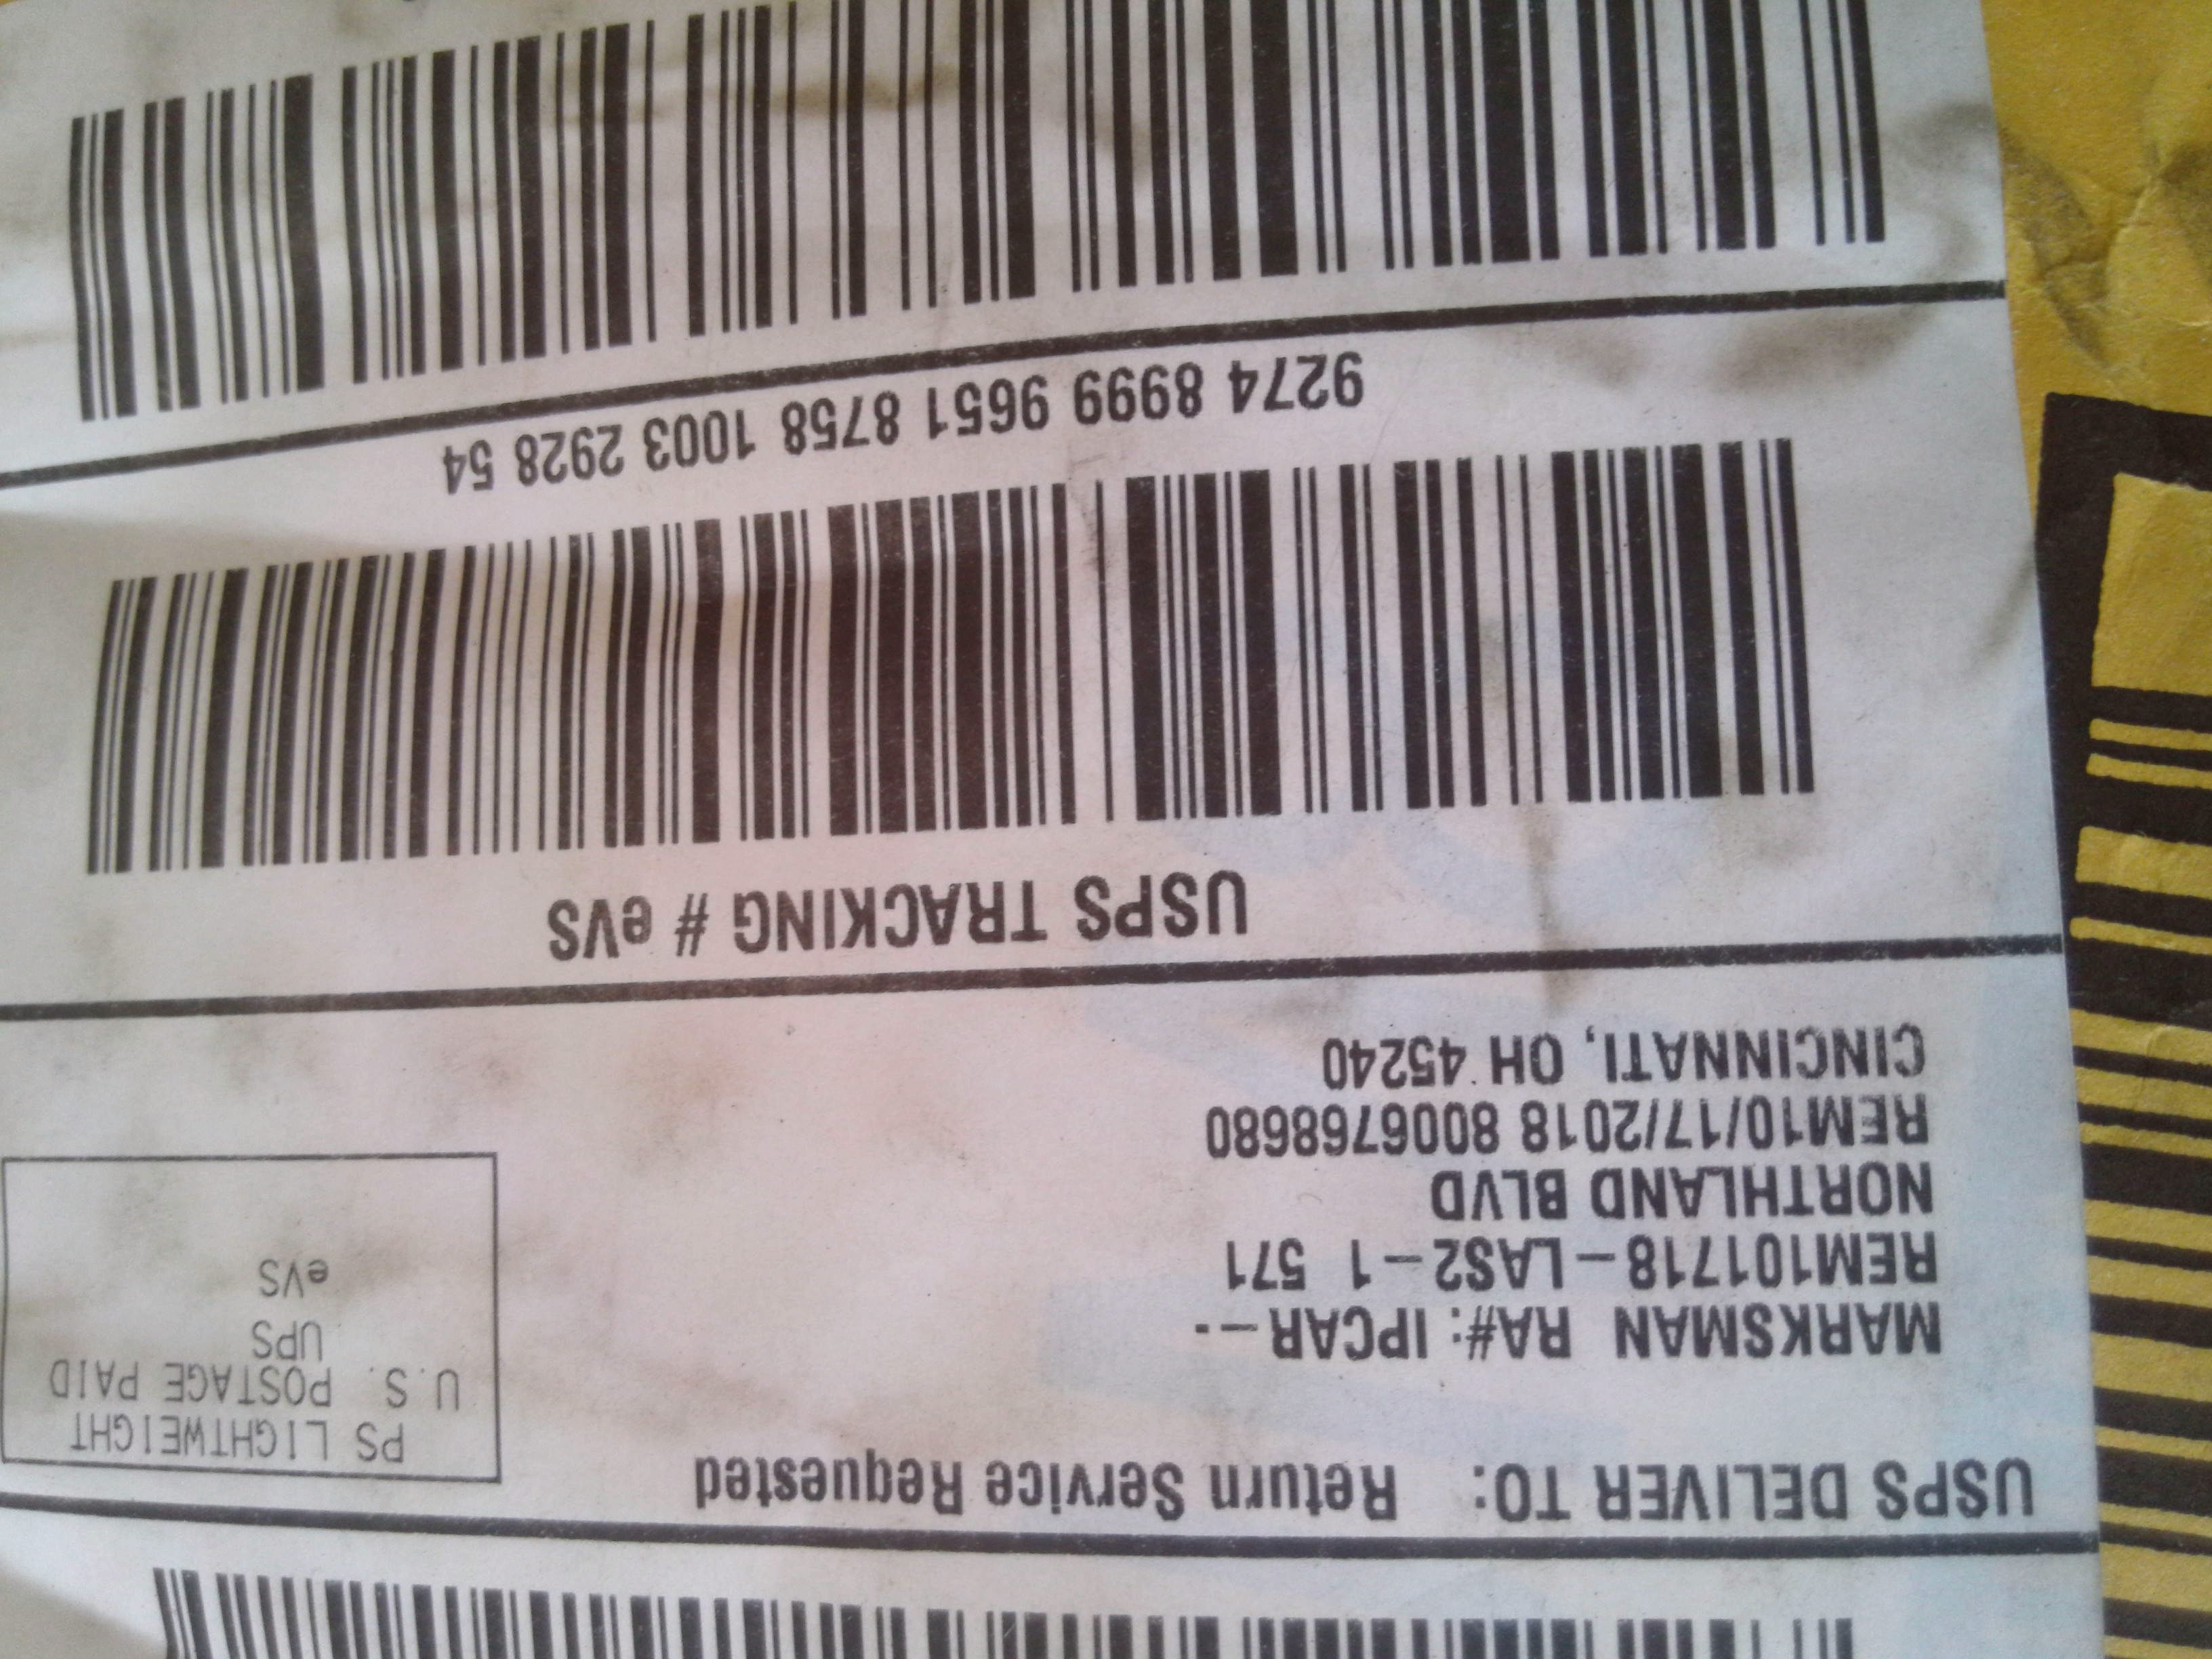 USPS DELIVER TO: Return Service Requested
PS LIGHTWEIGHT
U.S. POSTAGE PAID
UPS
eVS
MARKSMAN RA#: IPCAR--.
REM101718-LAS2-1 571
NORTHLAND BLVD
REM10/17/2018 8006768680
CINCINNATI, OH 45240
USPS TRACKING # eVS
9274 8999 9651 8758 1003 2928 54